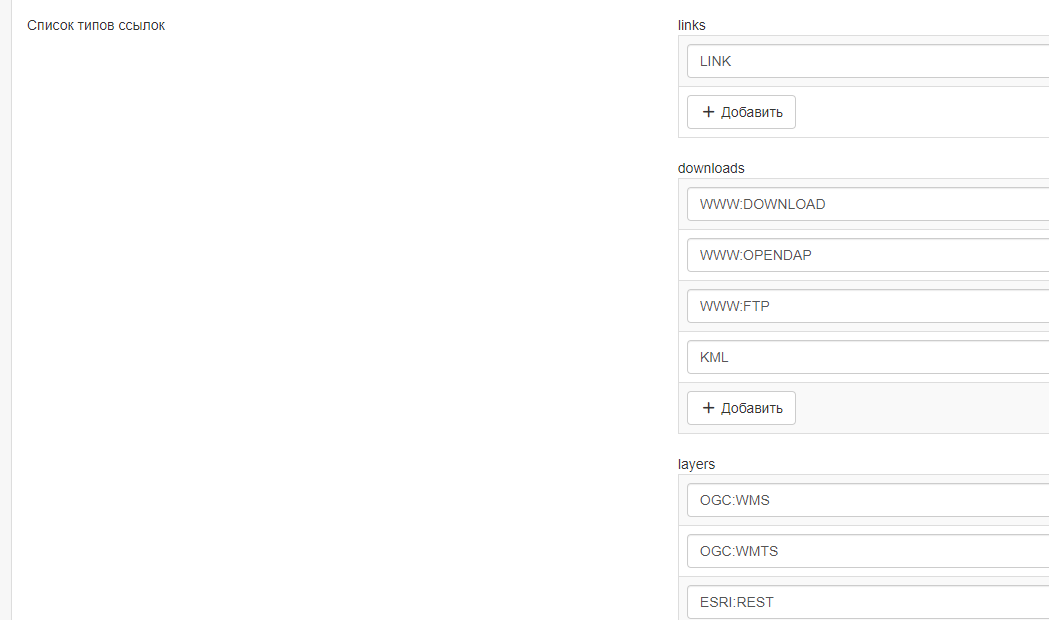 Список типов ссылок
links
LINK
+ Добавить
downloads
WWW:DOWNLOAD
WWW:OPENDAP
WWW:FTP
KML
+ Добавить
layers
OGC:WMS
OGC:WMTS
ESRI:REST